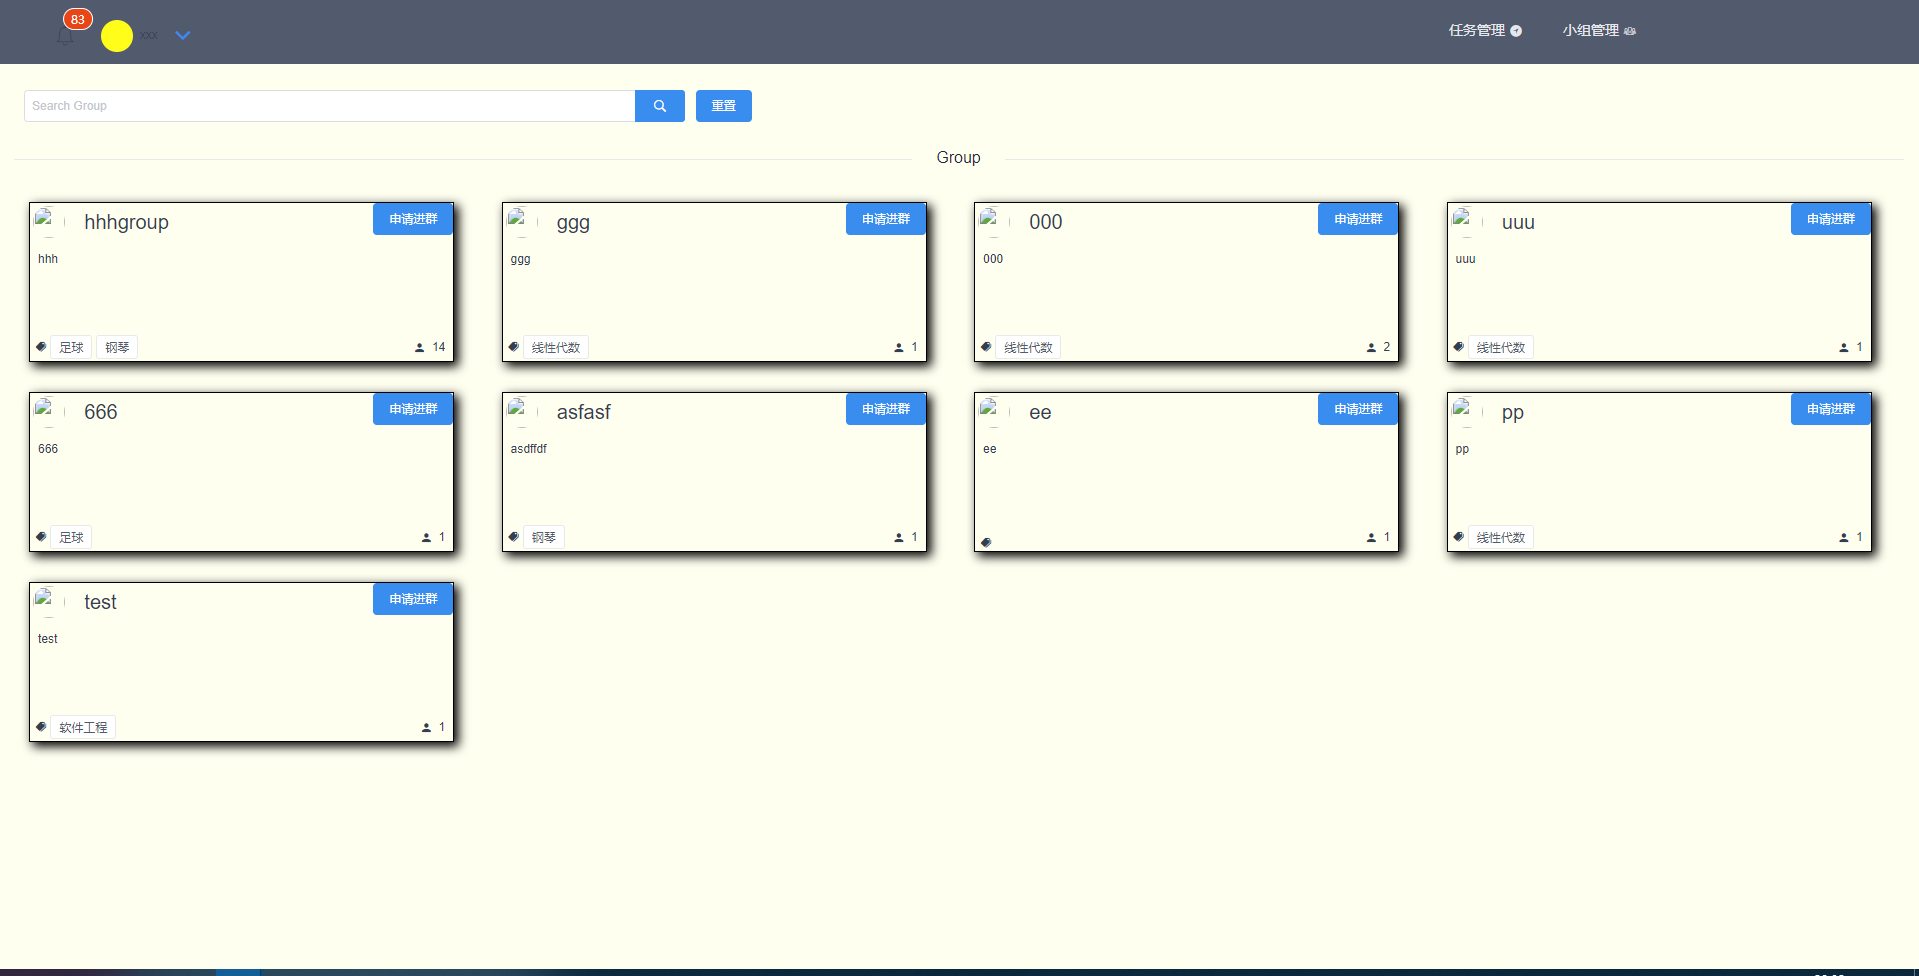 83
xxx
任务管理
小组管理
Search Group
重置
Group
hhhgroup
申请进群
hhh
足球
钢琴
14
ggg
申请进群
ggg
线性代数
1
000
申请进群
000
线性代数
2
uuu
申请进群
uuu
线性代数
1
666
申请进群
666
足球
1
asfasf
申请进群
asdffdf
钢琴
1
ee
申请进群
ee
1
pp
申请进群
pp
线性代数
1
test
申请进群
test
软件工程
1